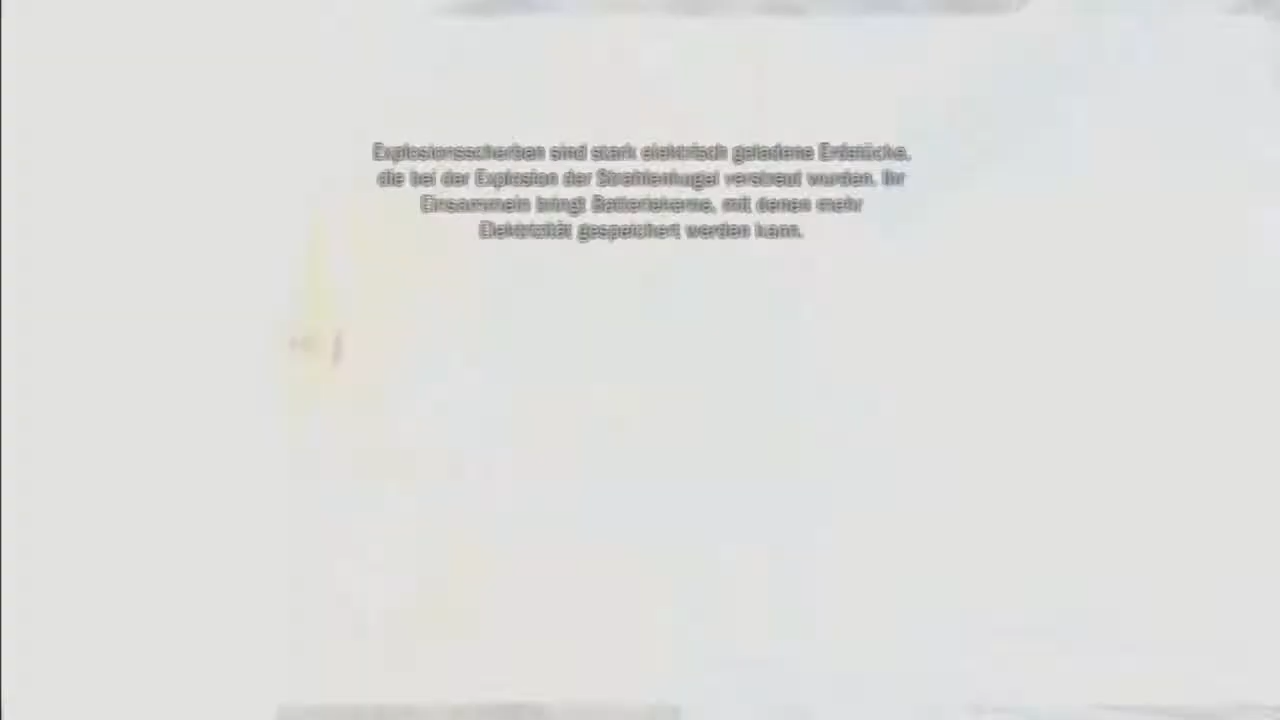 Explosionsscherben sind stark elektrisch geladene Erdstücke,
die bei der Explosion der Strahlenkugel verstreut wurden. Ihr
Einsammeln bringt Batteriekerne, mit denen mehr
Elektrizität gespeichert werden kann.